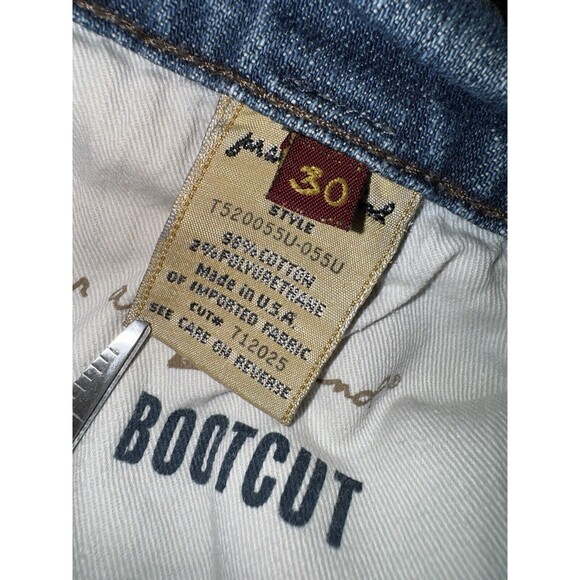 30
STYLE
T520055U-055U
98% COTTON
2% POLYURETHANE
Made in U.S.A.
OF IMPORTED FABRIC
CUT# 712025
SEE CARE ON REVERSE
BOOTCUT